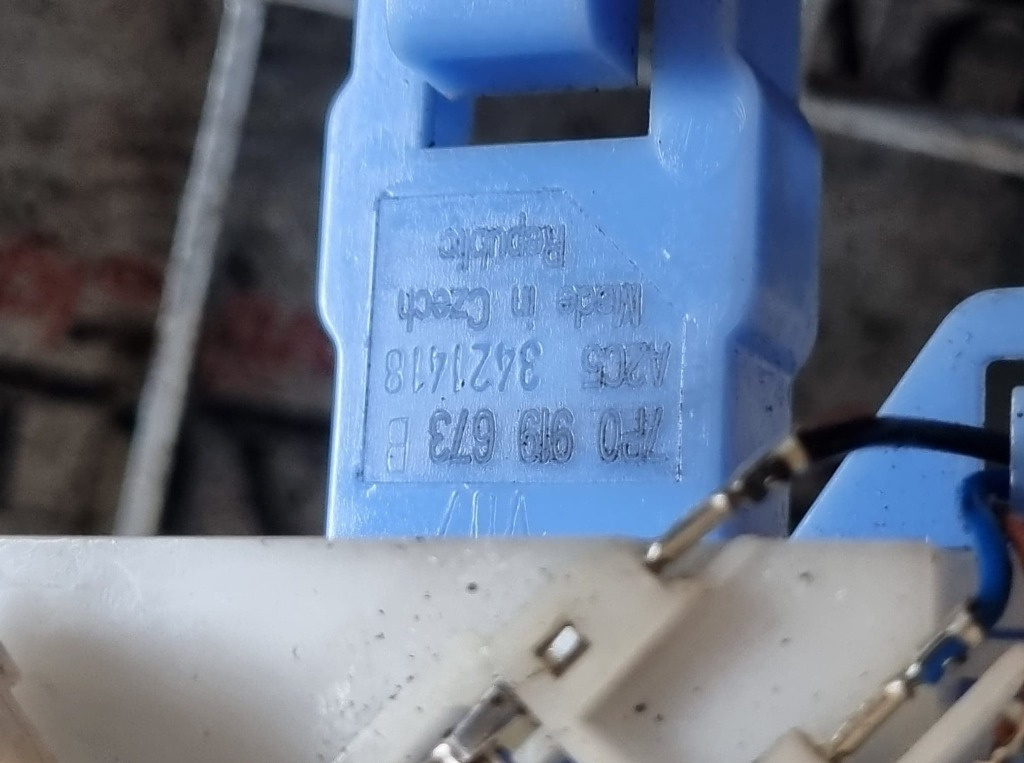 7P0 919 673 E
A2C5 3421418
Made in Czech
Republic